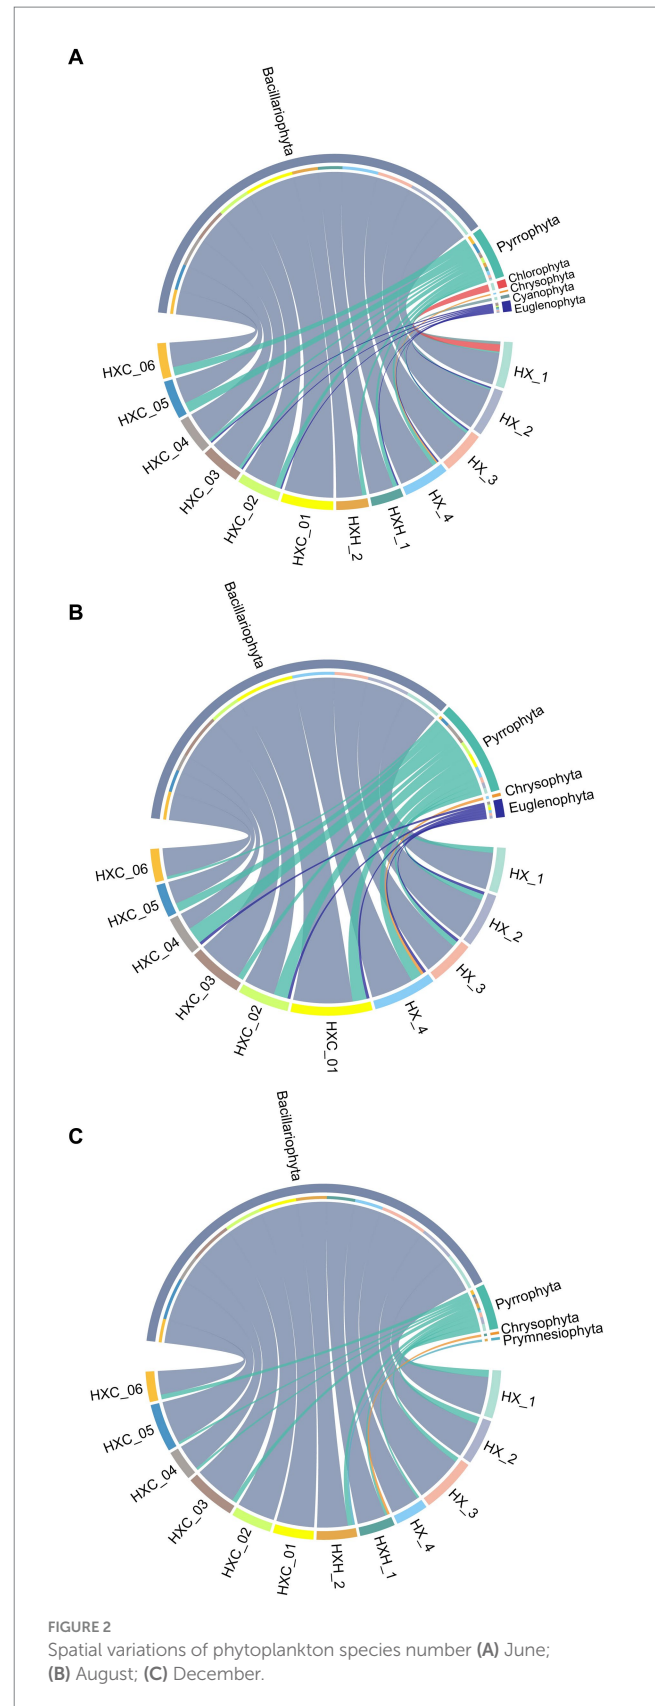 A
Bacillariophyta
Pyrrophyta
Chlorophyta
Chrysophyta
Cyanophyta
Euglenophyta
HXC_06
HXC_05
HXC_04
HXC_03
HXC_02
HXC_01
HXH_2
HXH_1
HX_4
HX_3
HX_2
HX_1
B
Bacillariophyta
Pyrrophyta
Chrysophyta
Euglenophyta
HXC_06
HXC_05
HXC_04
HXC_03
HXC_02
HXC_01
HX_4
HX_3
HX_2
HX_1
C
Bacillariophyta
Pyrrophyta
Chrysophyta
Prymnesiophyta
HXC_06
HXC_05
HXC_04
HXC_03
HXC_02
HXC_01
HXH_2
HXH_1
HX_4
HX_3
HX_2
HX_1
FIGURE 2
Spatial variations of phytoplankton species number (A) June;
(B) August; (C) December.